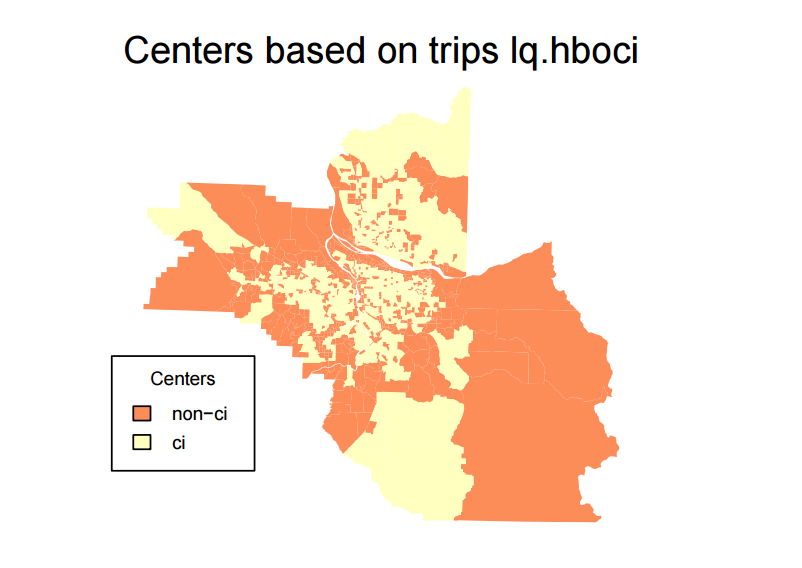 Centers based on trips lq.hboci
Centers
non−ci
ci